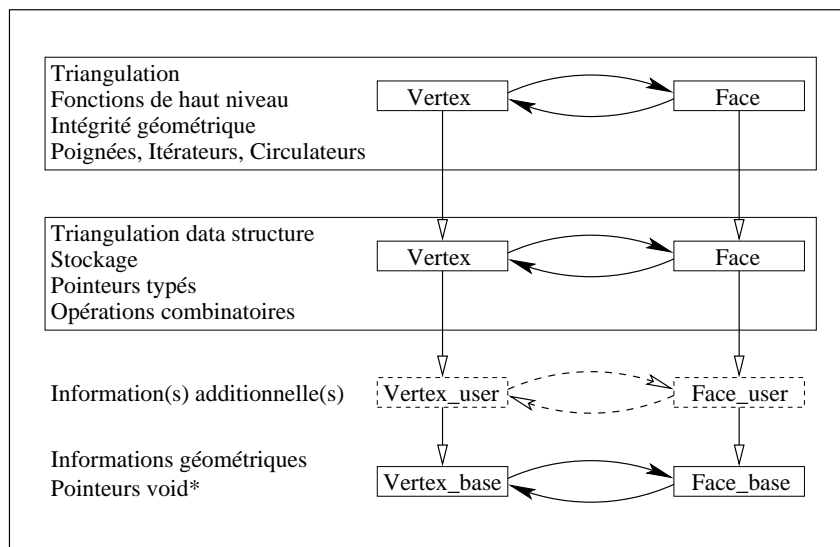 Triangulation
Fonctions de haut niveau
Intégrité géométrique
Poignées, Itérateurs, Circulateurs
Vertex
Face
Triangulation data structure
Stockage
Pointeurs typés
Opérations combinatoires
Vertex
Face
Information(s) additionnelle(s)
Vertex_user
Face_user
Informations géométriques
Pointeurs void*
Vertex_base
Face_base